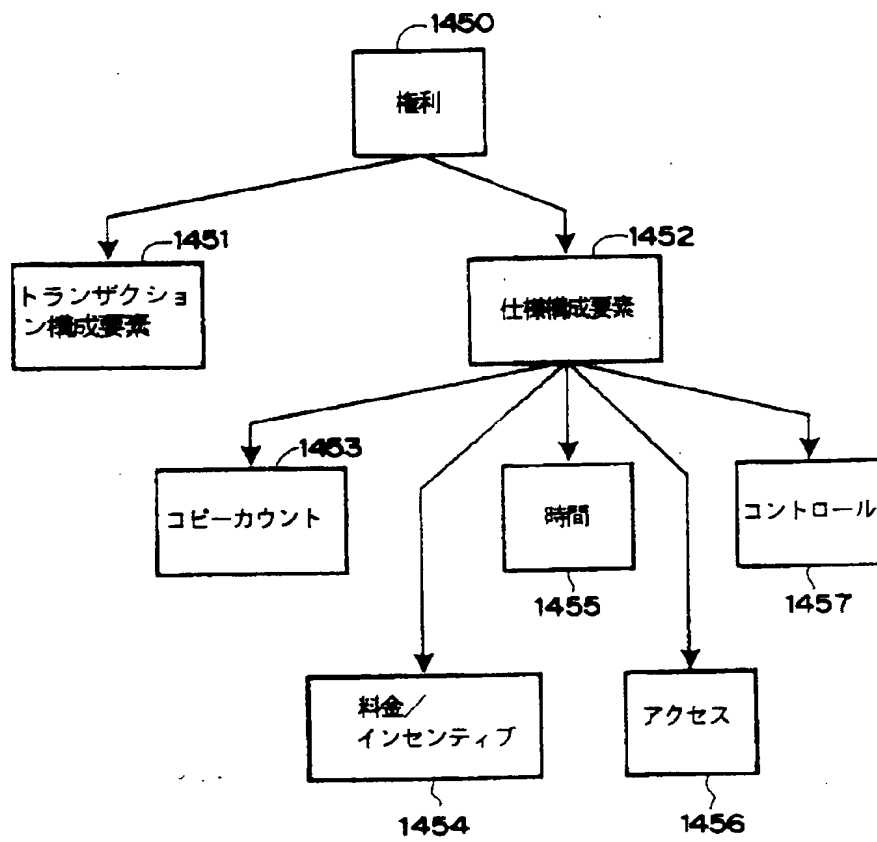 1450
権利
1451
トランザクショ
ン構成要素
1452
仕様構成要素
1453
コピーカウント
時間
1455
コントロール
1457
料金/
インセンティブ
1454
アクセス
1456